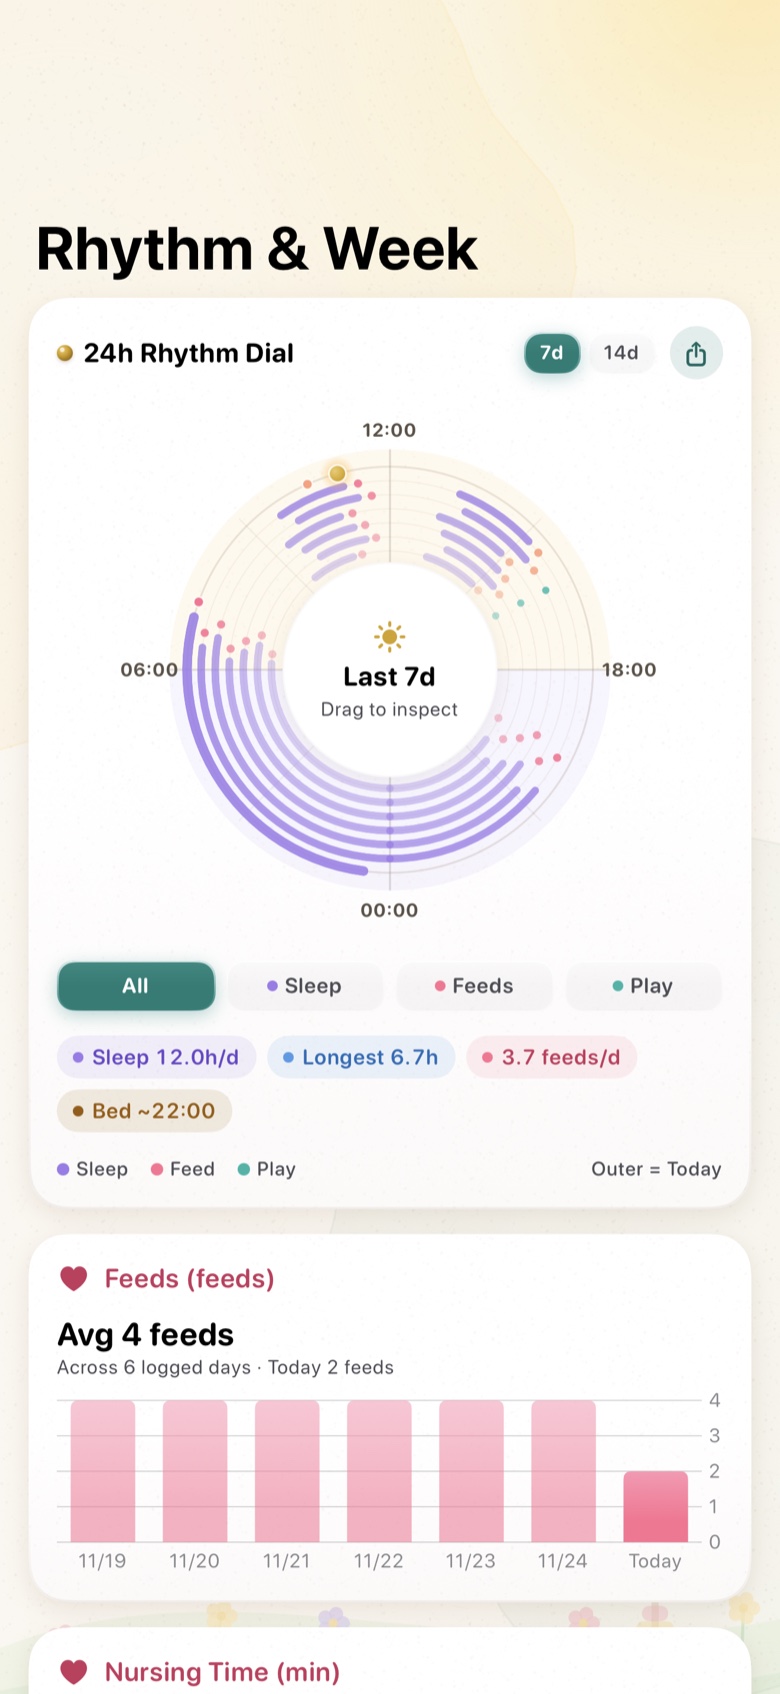 Rhythm & Week
24h Rhythm Dial
7d
14d
12:00
06:00
18:00
Last 7d
Drag to inspect
00:00
All
Sleep
Feeds
Play
Sleep 12.0h/d
Longest 6.7h
3.7 feeds/d
Bed ~22:00
Sleep
Feed
Play
Outer = Today
Feeds (feeds)
Avg 4 feeds
Across 6 logged days · Today 2 feeds
4
3
2
1
0
11/19
11/20
11/21
11/22
11/23
11/24
Today
Nursing Time (min)